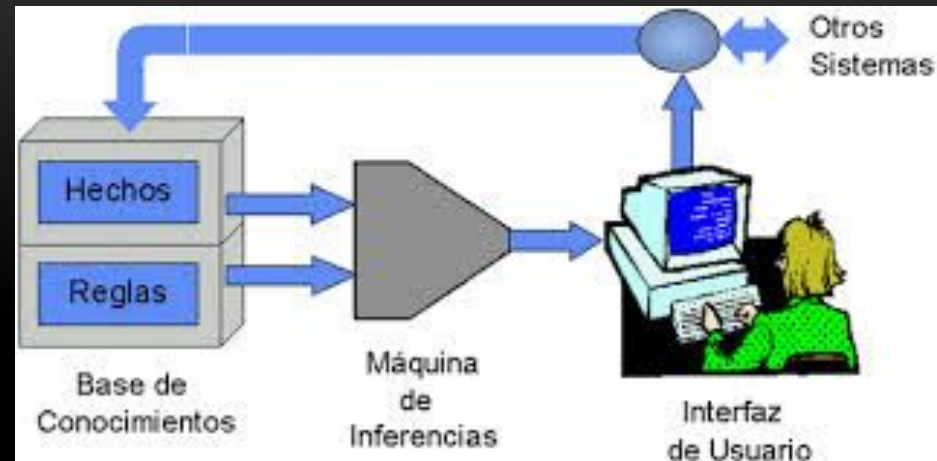 Otros
Sistemas
Hechos
Reglas
Base de
Conocimientos
Máquina
de
Inferencias
Interfaz
de Usuario